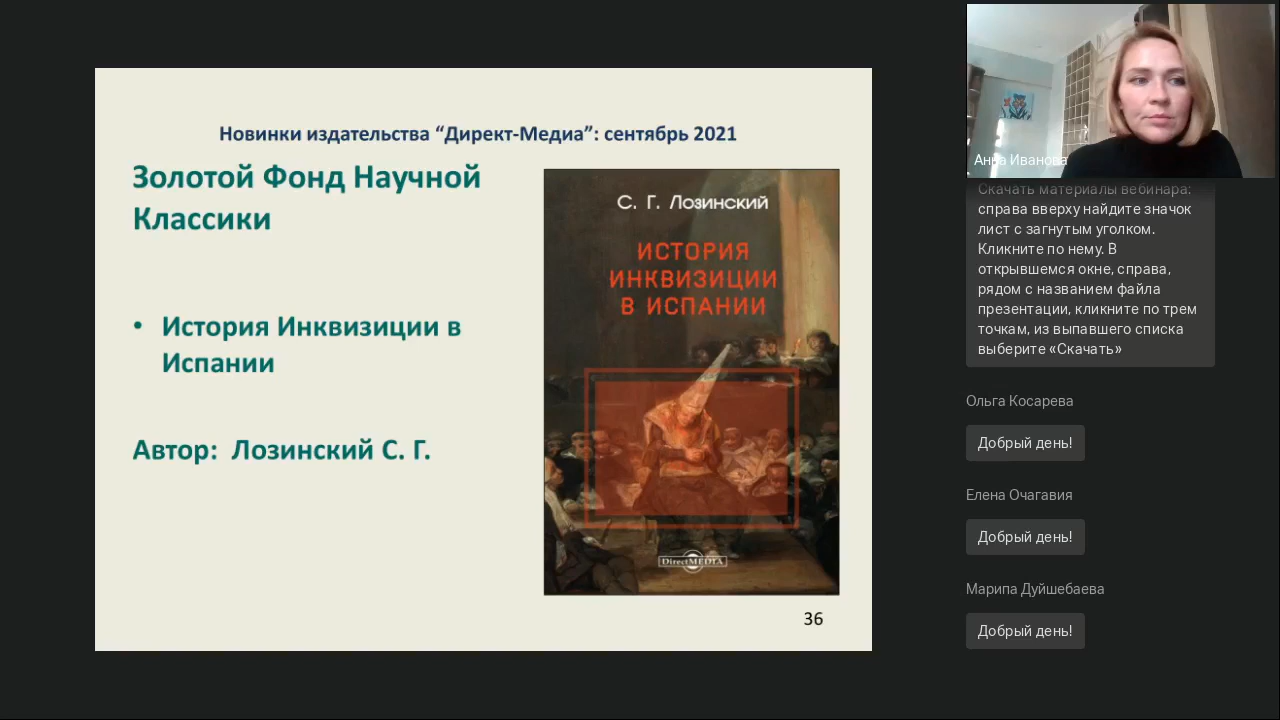 Новинки издательства “Директ-Медиа”: сентябрь 2021
Золотой Фонд Научной
Классики
• История Инквизиции в
Испании
Автор: Лозинский С. Г.
С. Г. Лозинский
ИСТОРИЯ
ИНКВИЗИЦИИ
В ИСПАНИИ
DirectMEDIA
36
Анна Иванова
Скачать материалы вебинара:
справа вверху найдите значок
лист с загнутым уголком.
Кликните по нему. В
открывшемся окне, справа,
рядом с названием файла
презентации, кликните по трем
точкам, из выпавшего списка
выберите «Скачать»
Ольга Косарева
Добрый день!
Елена Очагавия
Добрый день!
Марипа Дуйшебаева
Добрый день!